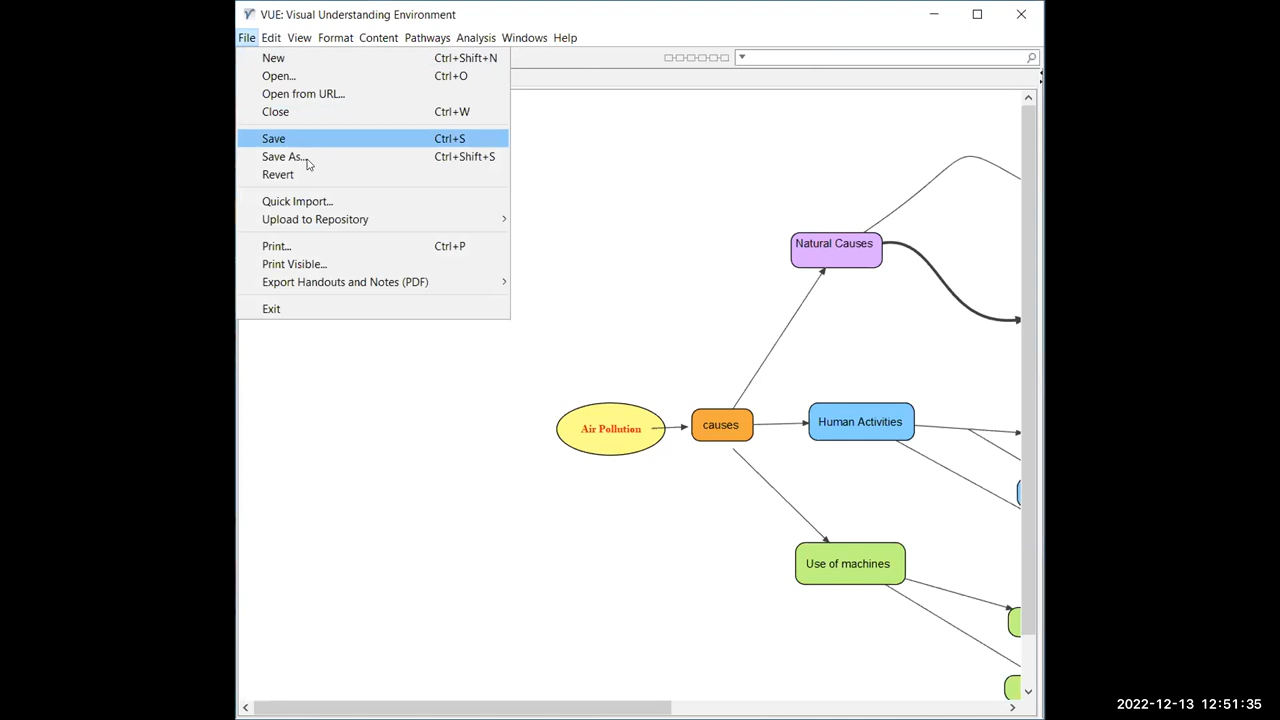 VUE: Visual Understanding Environment
File Edit View Format Content Pathways Analysis Windows Help
New Ctrl+Shift+N
Open... Ctrl+O
Open from URL...
Close Ctrl+W
Save Ctrl+S
Save As... Ctrl+Shift+S
Revert
Quick Import...
Upload to Repository
Print... Ctrl+P
Print Visible...
Export Handouts and Notes (PDF)
Exit
Natural Causes
Air Pollution
causes
Human Activities
Use of machines
2022-12-13 12:51:35